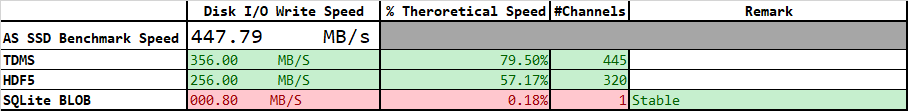 Disk I/O Write Speed % Theroretical Speed #Channels Remark
AS SSD Benchmark Speed 447.79 MB/s
TDMS 356.00 MB/S 79.50% 445
HDF5 256.00 MB/S 57.17% 320
SQLite BLOB 000.80 MB/S 0.18% 1 Stable